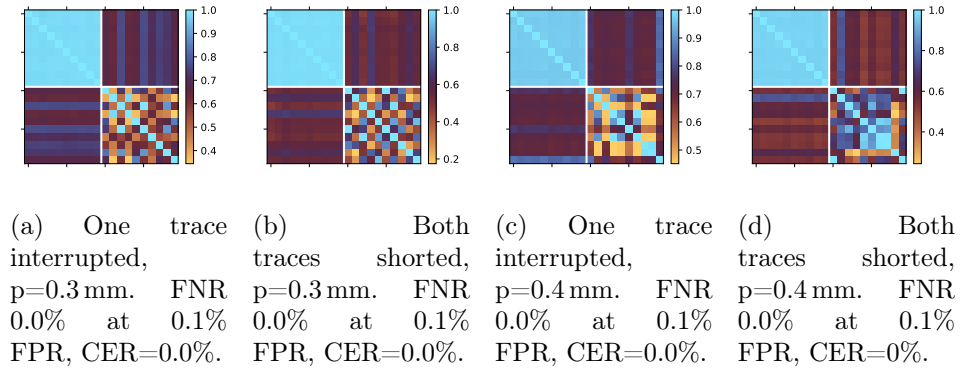 1.0
0.9
0.8
0.7
0.6
0.5
0.4
1.0
0.8
0.6
0.4
0.2
1.0
0.9
0.8
0.7
0.6
0.5
1.0
0.8
0.6
0.4
(a) One trace
interrupted,
p=0.3 mm. FNR
0.0% at 0.1%
FPR, CER=0.0%.
(b) Both
traces shorted,
p=0.3 mm. FNR
0.0% at 0.1%
FPR, CER=0.0%.
(c) One trace
interrupted,
p=0.4 mm. FNR
0.0% at 0.1%
FPR, CER=0.0%.
(d) Both
traces shorted,
p=0.4 mm. FNR
0.0% at 0.1%
FPR, CER=0%.